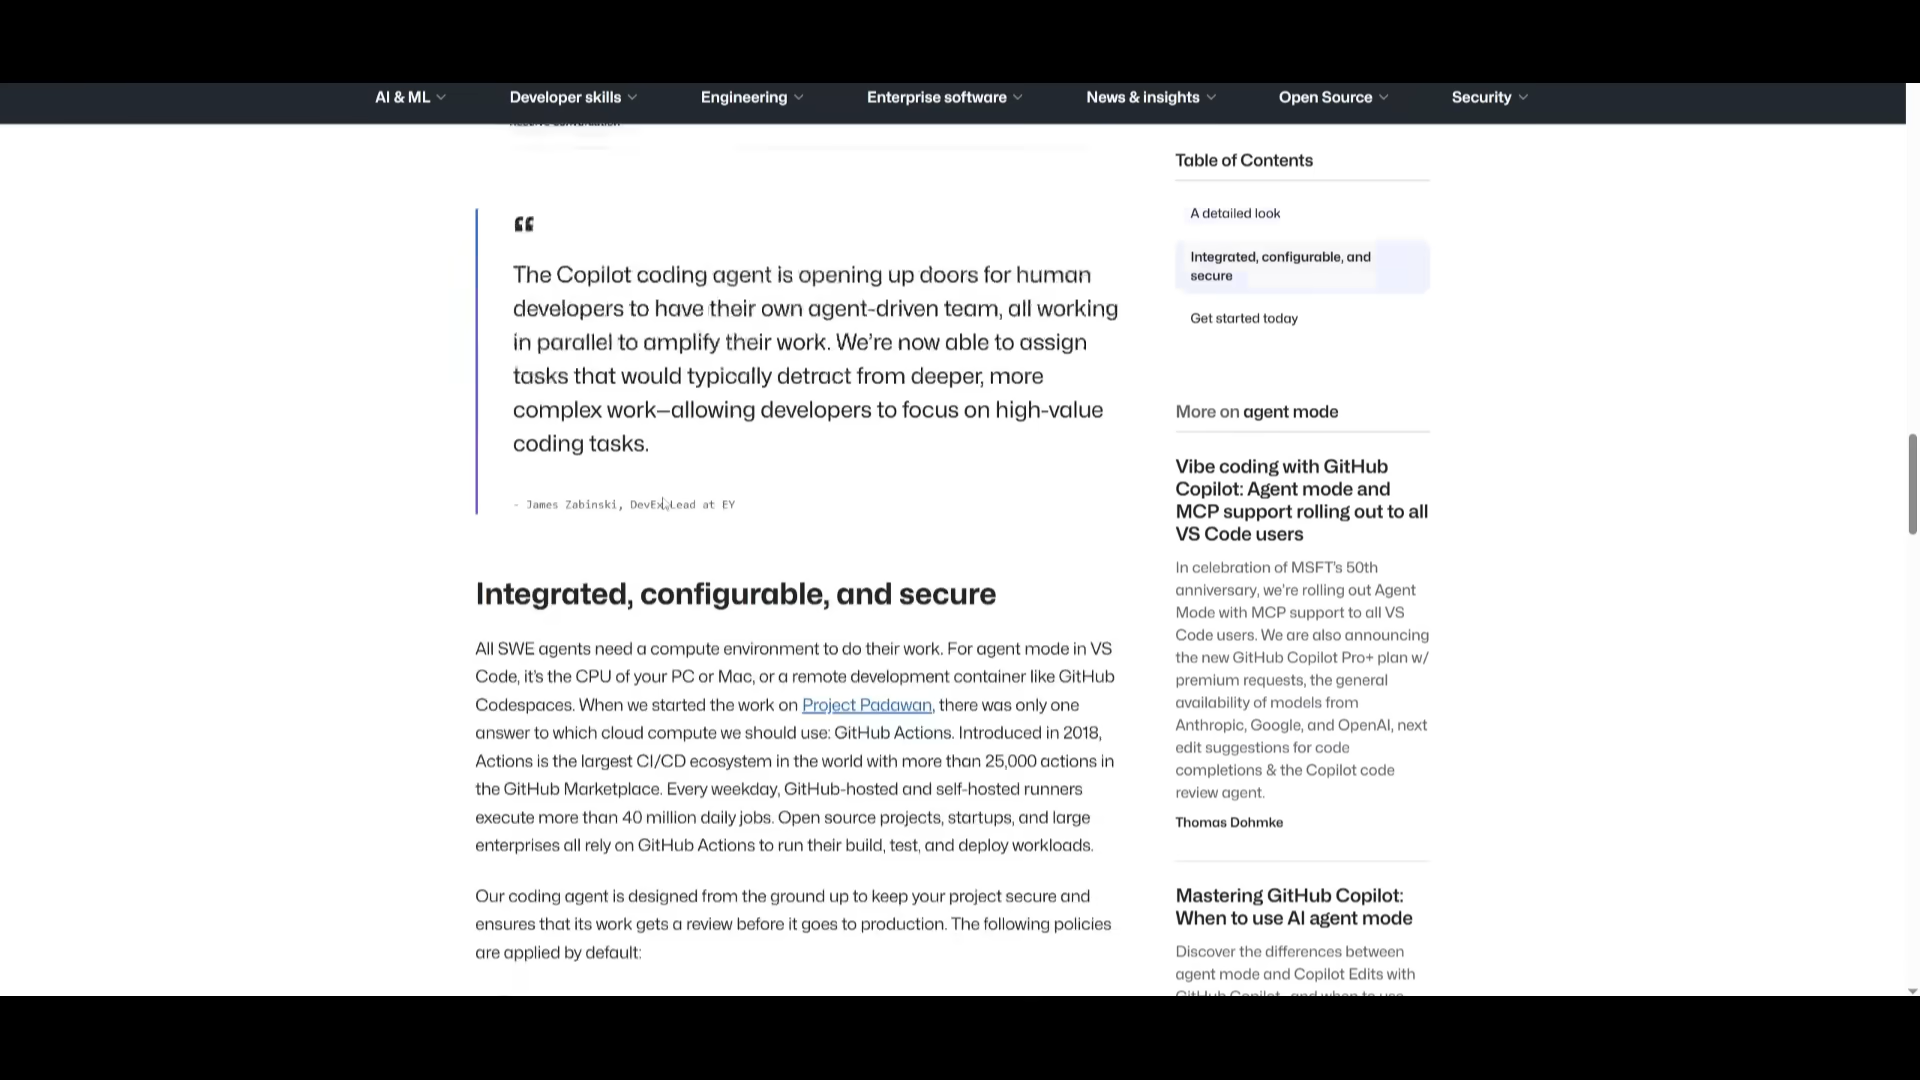 AI & ML
Developer skills
Engineering
Enterprise software
News & insights
Open Source
Security
“
The Copilot coding agent is opening up doors for human
developers to have their own agent-driven team, all working
in parallel to amplify their work. We’re now able to assign
tasks that would typically detract from deeper, more
complex work—allowing developers to focus on high-value
coding tasks.
- James Zabinski, DevEx Lead at EY
Integrated, configurable, and secure
All SWE agents need a compute environment to do their work. For agent mode in VS
Code, it’s the CPU of your PC or Mac, or a remote development container like GitHub
Codespaces. When we started the work on Project Padawan, there was only one
answer to which cloud compute we should use: GitHub Actions. Introduced in 2018,
Actions is the largest CI/CD ecosystem in the world with more than 25,000 actions in
the GitHub Marketplace. Every weekday, GitHub-hosted and self-hosted runners
execute more than 40 million daily jobs. Open source projects, startups, and large
enterprises all rely on GitHub Actions to run their build, test, and deploy workloads.
Our coding agent is designed from the ground up to keep your project secure and
ensures that its work gets a review before it goes to production. The following policies
are applied by default:
Table of Contents
A detailed look
Integrated, configurable, and
secure
Get started today
More on agent mode
Vibe coding with GitHub
Copilot: Agent mode and
MCP support rolling out to all
VS Code users
In celebration of MSFT’s 50th
anniversary, we’re rolling out Agent
Mode with MCP support to all VS
Code users. We are also announcing
the new GitHub Copilot Pro+ plan w/
premium requests, the general
availability of models from
Anthropic, Google, and OpenAI, next
edit suggestions for code
completions & the Copilot code
review agent.
Thomas Dohmke
Mastering GitHub Copilot:
When to use AI agent mode
Discover the differences between
agent mode and Copilot Edits with